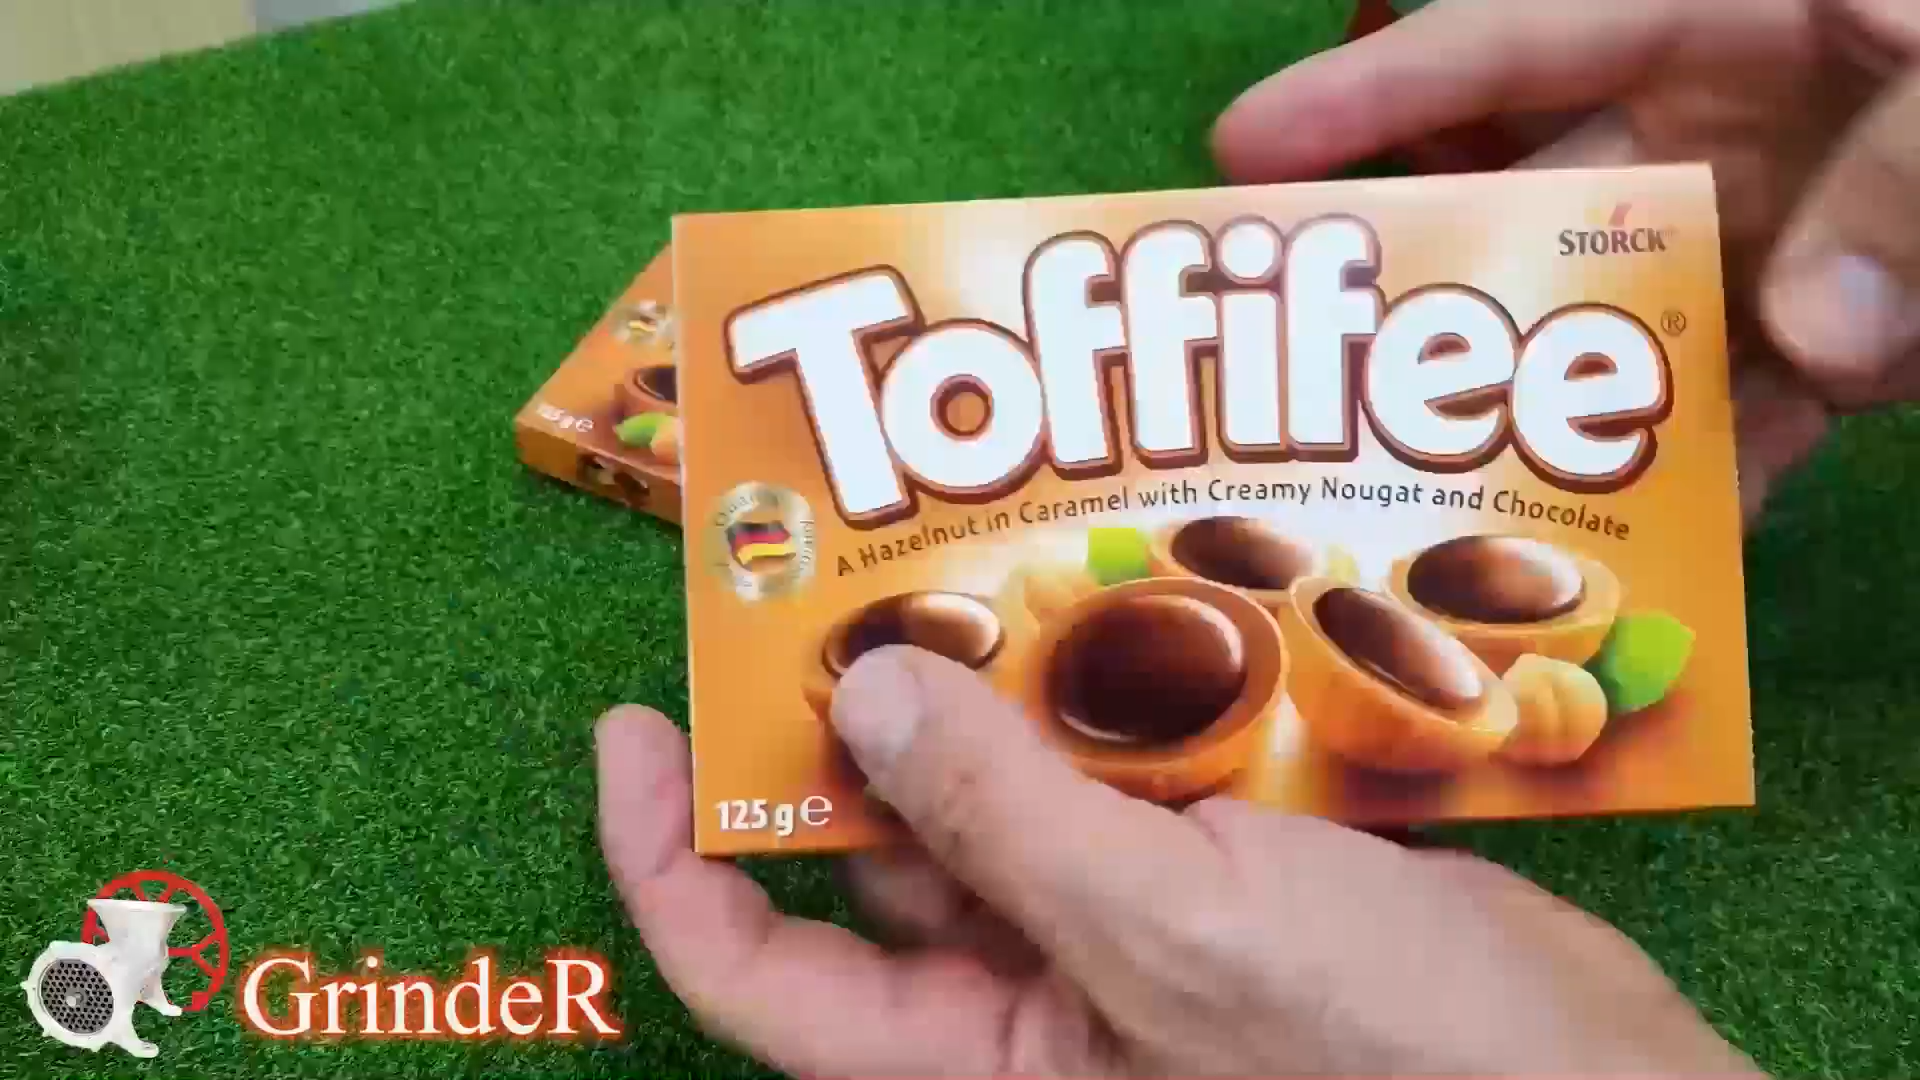 STORCK
Toffifee®
A Hazelnut in Caramel with Creamy Nougat and Chocolate
125 g e
125 g e
GrindeR